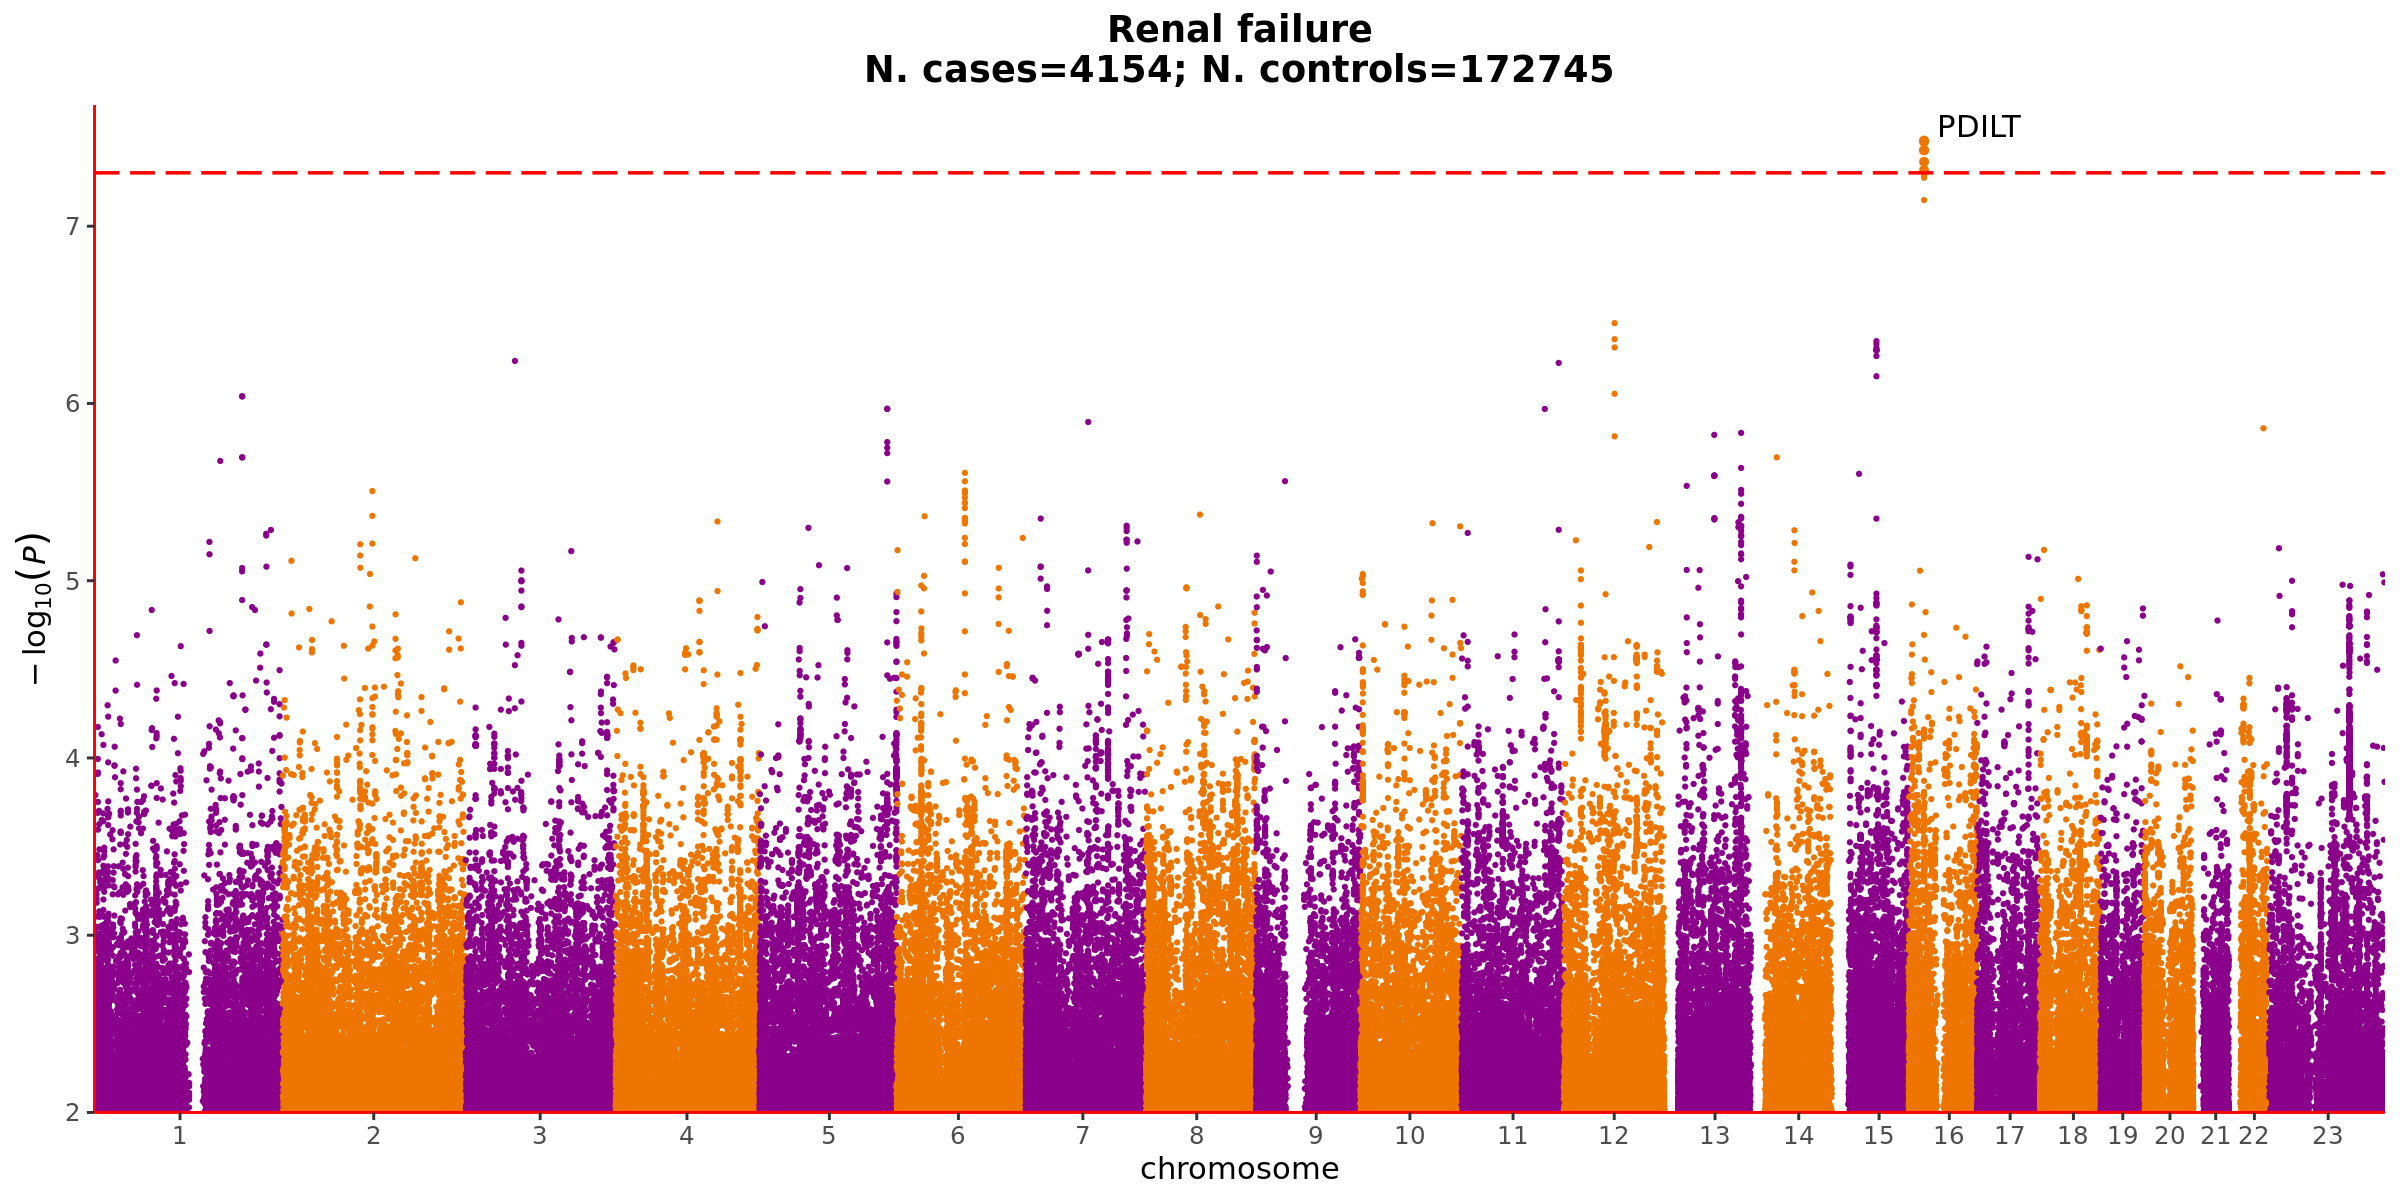 Renal failure
N. cases=4154; N. controls=172745
PDILT
7
6
5
4
3
2
−log10(P)
1 2 3 4 5 6 7 8 9 10 11 12 13 14 15 16 17 18 19 20 21 22 23
chromosome